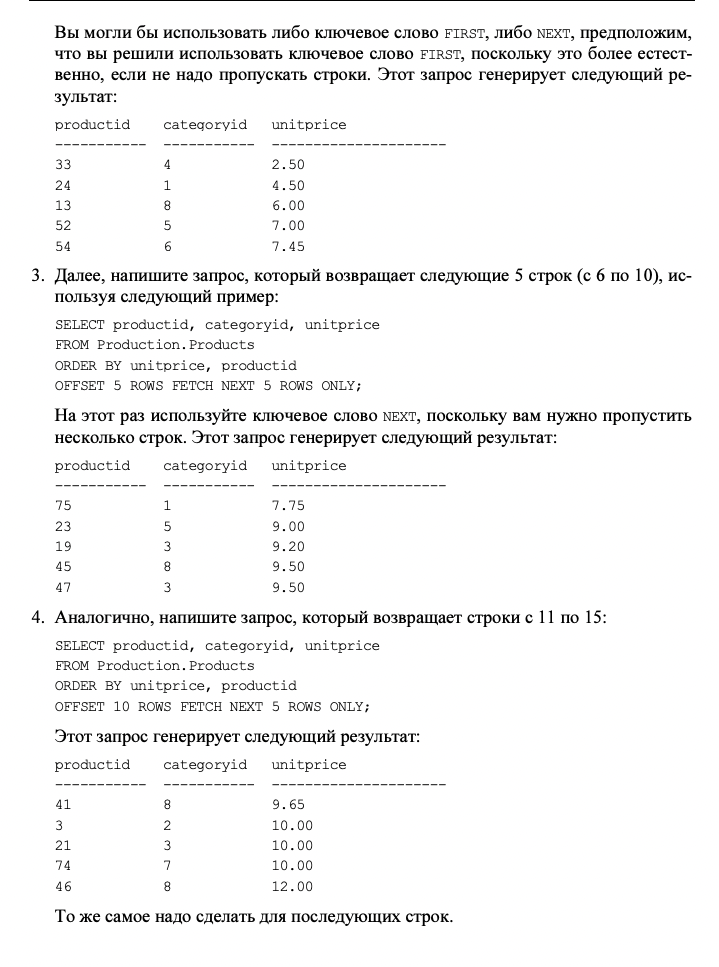 Вы могли бы использовать либо ключевое слово FIRST, либо NEXT, предположим,
что вы решили использовать ключевое слово FIRST, поскольку это более естест-
венно, если не надо пропускать строки. Этот запрос генерирует следующий ре-
зультат:
productid categoryid unitprice
----------- ----------- ---------------------
33 4 2.50
24 1 4.50
13 8 6.00
52 5 7.00
54 6 7.45
3. Далее, напишите запрос, который возвращает следующие 5 строк (с 6 по 10), ис-
пользуя следующий пример:
SELECT productid, categoryid, unitprice
FROM Production.Products
ORDER BY unitprice, productid
OFFSET 5 ROWS FETCH NEXT 5 ROWS ONLY;
На этот раз используйте ключевое слово NEXT, поскольку вам нужно пропустить
несколько строк. Этот запрос генерирует следующий результат:
productid categoryid unitprice
----------- ----------- ---------------------
75 1 7.75
23 5 9.00
19 3 9.20
45 8 9.50
47 3 9.50
4. Аналогично, напишите запрос, который возвращает строки с 11 по 15:
SELECT productid, categoryid, unitprice
FROM Production.Products
ORDER BY unitprice, productid
OFFSET 10 ROWS FETCH NEXT 5 ROWS ONLY;
Этот запрос генерирует следующий результат:
productid categoryid unitprice
----------- ----------- ---------------------
41 8 9.65
3 2 10.00
21 3 10.00
74 7 10.00
46 8 12.00
То же самое надо сделать для последующих строк.